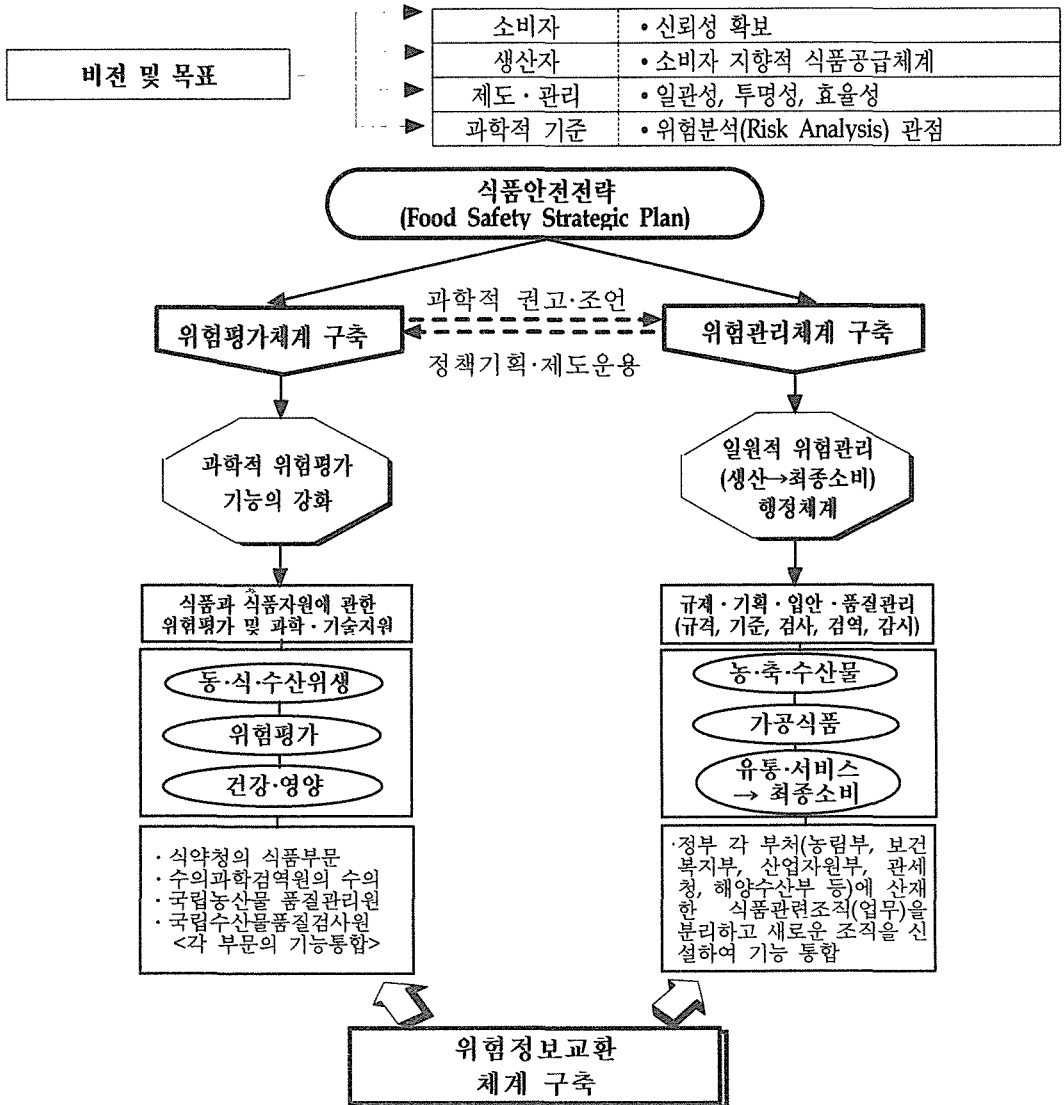 비전 및 목표
소비자 • 신뢰성 확보
생산자 • 소비자 지향적 식품공급체계
제도·관리 • 일관성, 투명성, 효율성
과학적 기준 • 위험분석(Risk Analysis) 관점
식품안전전략
(Food Safety Strategic Plan)
과학적 권고·조언
위험평가체계 구축
위험관리체계 구축
정책기획·제도운용
과학적 위험평가
기능의 강화
일원적 위험관리
(생산→최종소비)
행정체계
식품과 식품자원에 관한
위험평가 및 과학·기술지원
동·식·수산위생
위험평가
건강·영양
· 식약청의 식품부문
· 수의과학검역원의 수의
· 국립농산물 품질관리원
· 국립수산물품질검사원
<각 부문의 기능통합>
규제·기획·입안·품질관리
(규격, 기준, 검사, 검역, 감시)
농·축·수산물
가공식품
유통·서비스
→ 최종소비
·정부 각 부처(농림부, 보건
복지부, 산업자원부, 관세
청, 해양수산부 등)에 산재
한 식품관련조직(업무)을
분리하고 새로운 조직을 신
설하여 기능 통합
위험정보교환
체계 구축